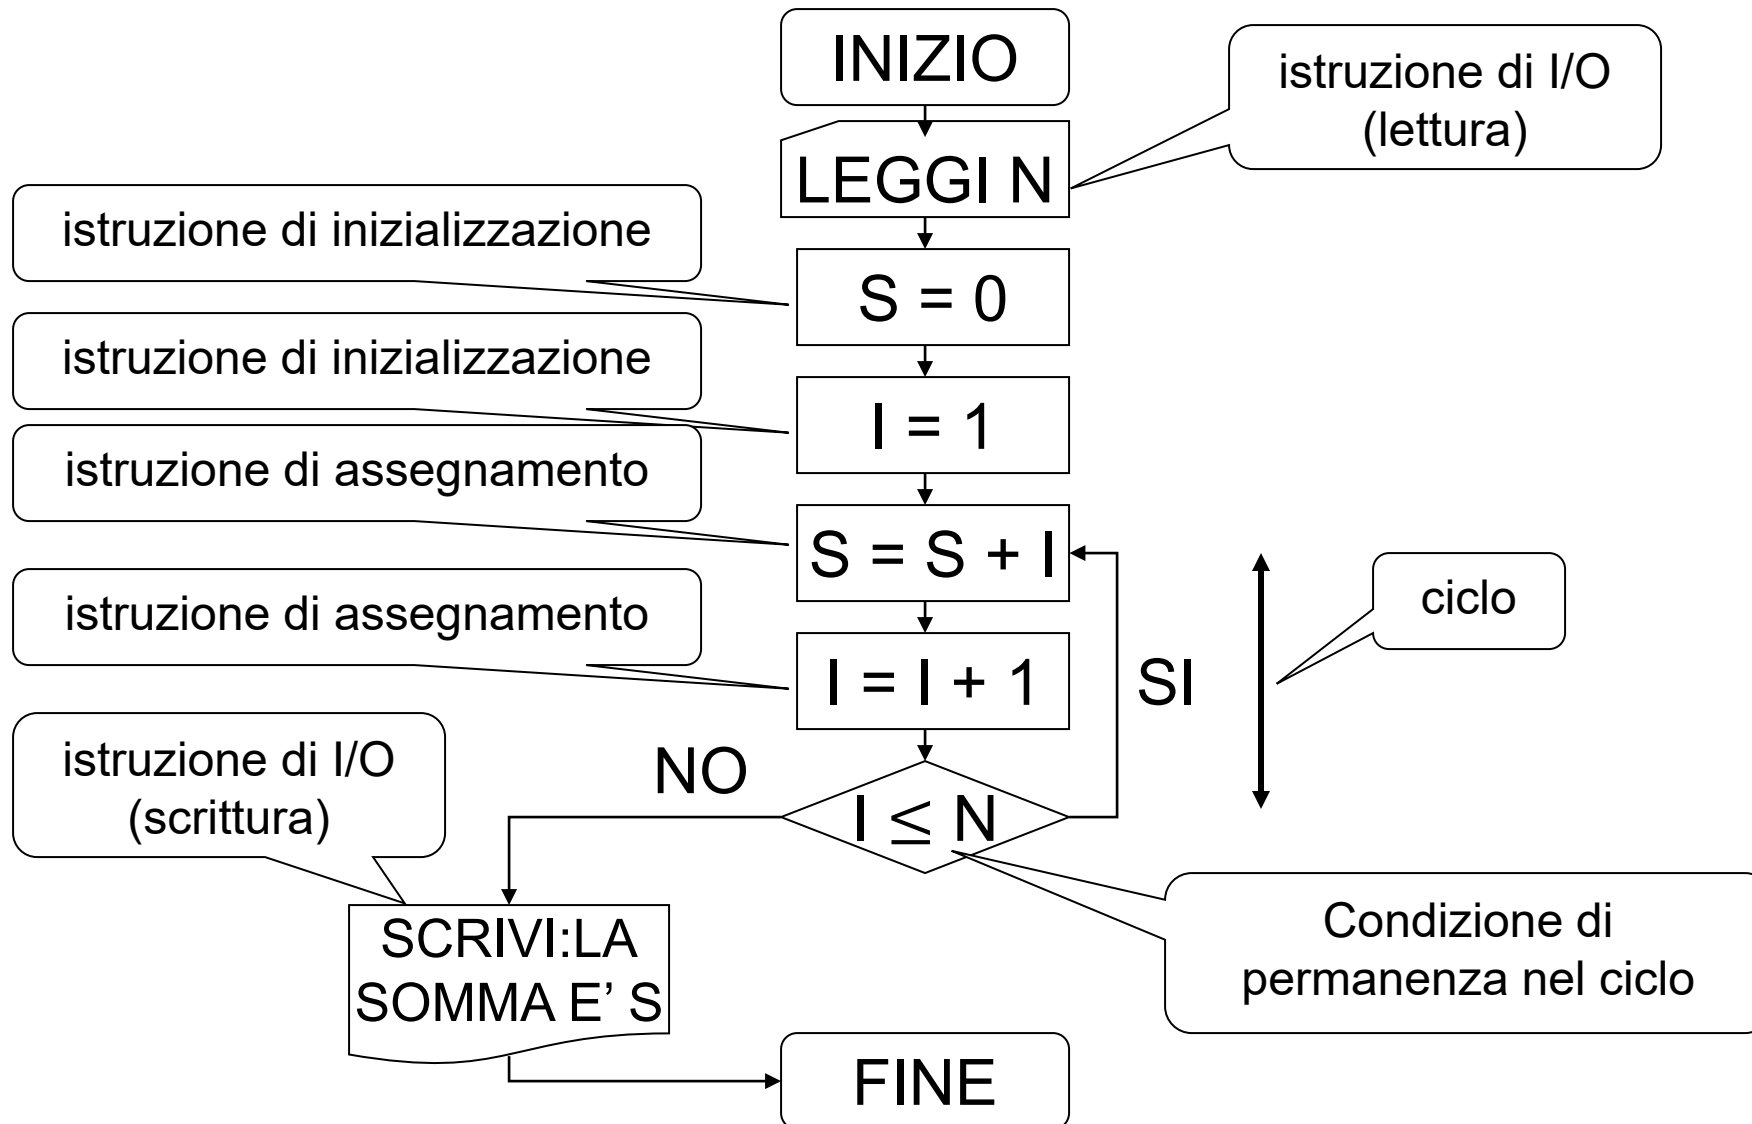 INIZIO
istruzione di I/O
(lettura)
LEGGI N
istruzione di inizializzazione
S = 0
istruzione di inizializzazione
I = 1
istruzione di assegnamento
S = S + I
ciclo
istruzione di assegnamento
I = I + 1
SI
istruzione di I/O
(scrittura)
NO
I ≤ N
SCRIVI:LA
SOMMA E’ S
Condizione di
permanenza nel ciclo
FINE